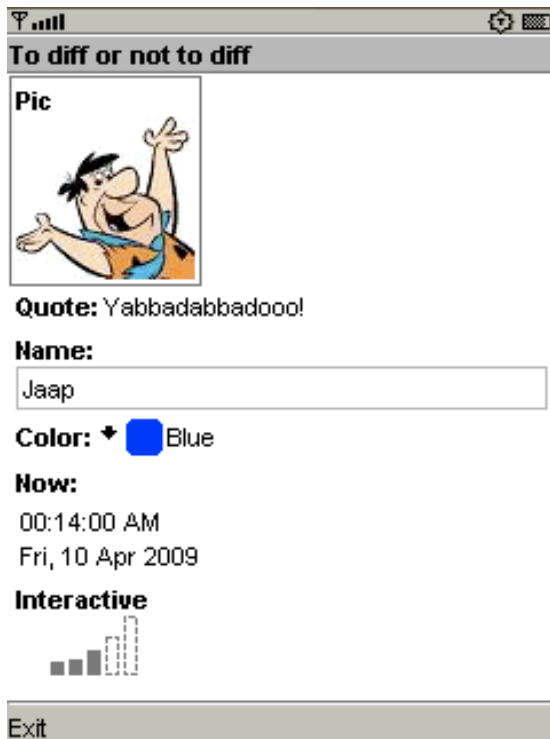 To diff or not to diff
Pic
Quote: Yabbadabbadooo!
Name:
Jaap
Color: Blue
Now:
00:14:00 AM
Fri, 10 Apr 2009
Interactive
Exit